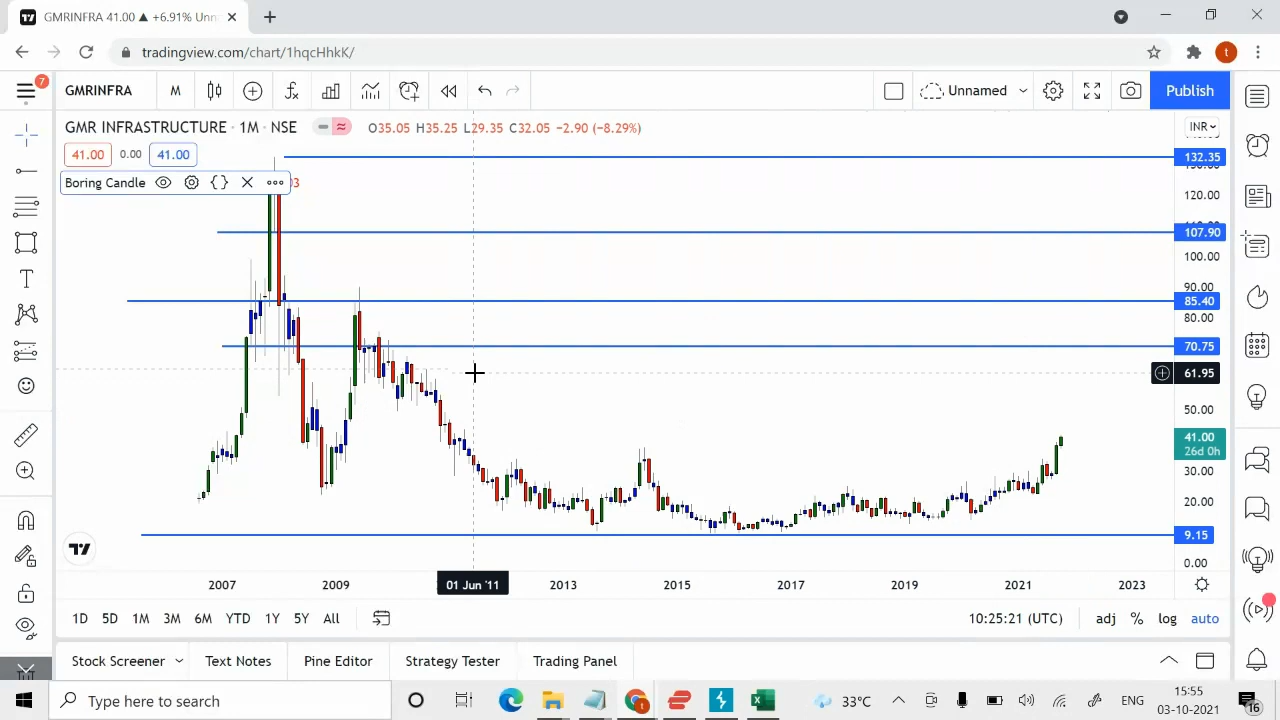 GMRINFRA 41.00 ▲ +6.91% Unn
tradingview.com/chart/1hqcHhkK/
t
7
GMRINFRA
M
Unnamed
Publish
GMR INFRASTRUCTURE · 1M · NSE
O35.05 H35.25 L29.35 C32.05 −2.90 (−8.29%)
INR
41.00 0.00 41.00
Boring Candle
132.35
120.00
107.90
100.00
90.00
85.40
80.00
70.75
61.95
50.00
41.00
26d 0h
30.00
20.00
9.15
0.00
2007 2009 01 Jun '11 2013 2015 2017 2019 2021 2023
1D 5D 1M 3M 6M YTD 1Y 5Y All
10:25:21 (UTC) adj % log auto
Stock Screener Text Notes Pine Editor Strategy Tester Trading Panel
Type here to search
33°C
ENG
15:55
03-10-2021
16